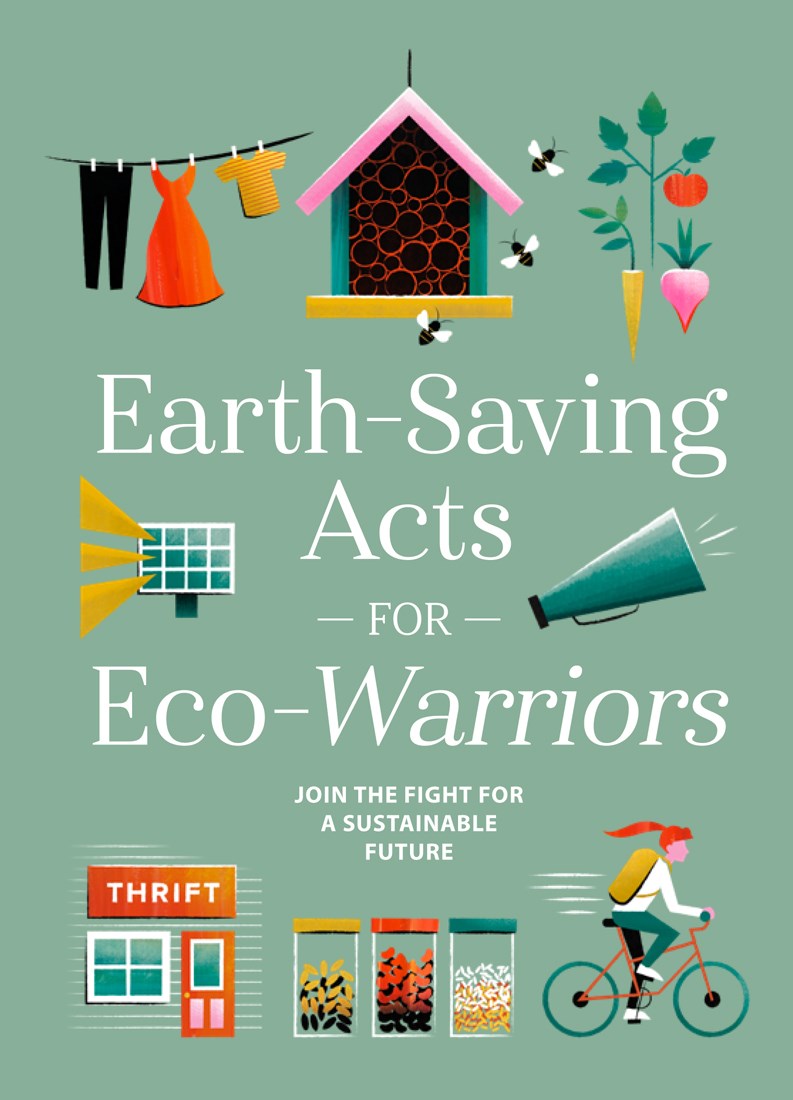 Earth-Saving
Acts
— FOR —
Eco-Warriors
JOIN THE FIGHT FOR
A SUSTAINABLE
FUTURE
THRIFT